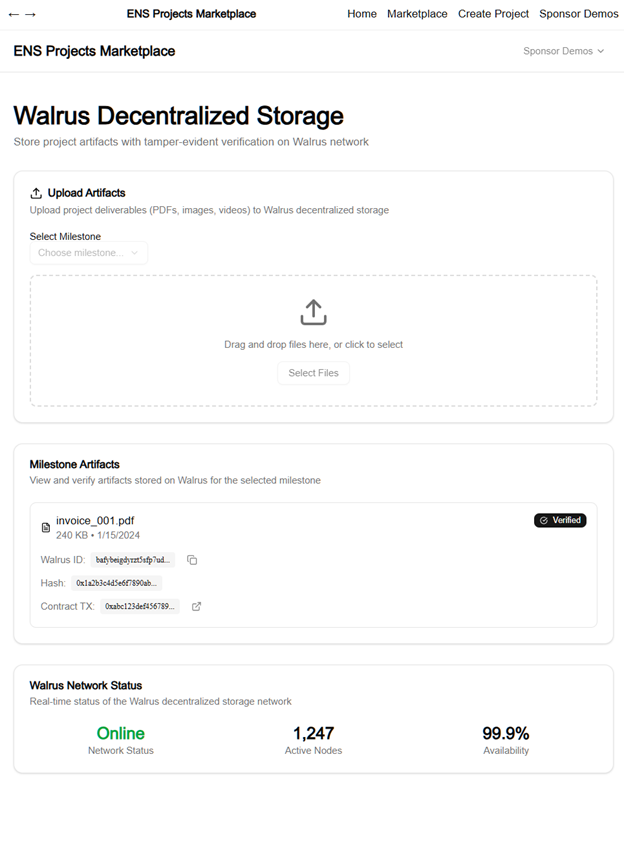 ← → ENS Projects Marketplace Home Marketplace Create Project Sponsor Demos
ENS Projects Marketplace Sponsor Demos
Walrus Decentralized Storage
Store project artifacts with tamper-evident verification on Walrus network
Upload Artifacts
Upload project deliverables (PDFs, images, videos) to Walrus decentralized storage
Select Milestone
Choose milestone...
Drag and drop files here, or click to select
Select Files
Milestone Artifacts
View and verify artifacts stored on Walrus for the selected milestone
invoice_001.pdf Verified
240 KB • 1/15/2024
Walrus ID: bafybeigdyrzt5sfp7ud...
Hash: 0x1a2b3c4d5e6f7890ab...
Contract TX: 0xabc123def456789...
Walrus Network Status
Real-time status of the Walrus decentralized storage network
Online 1,247 99.9%
Network Status Active Nodes Availability